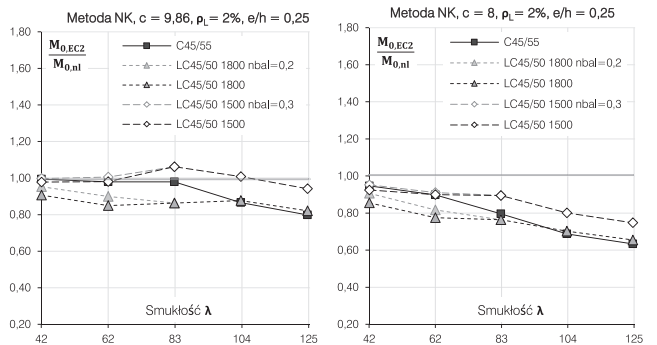 Metoda NK, c = 9,86, ρL= 2%, e/h = 0,25
1,80
1,60
1,40
1,20
1,00
0,80
0,60
0,40
0,20
M0,EC2
M0,nl
C45/55
LC45/50 1800 nbal=0,2
LC45/50 1800
LC45/50 1500 nbal=0,3
LC45/50 1500
Smukłość λ
42 62 83 104 125
Metoda NK, c = 8, ρL= 2%, e/h = 0,25
1,80
1,60
1,40
1,20
1,00
0,80
0,60
0,40
0,20
M0,EC2
M0,nl
C45/55
LC45/50 1800 nbal=0,2
LC45/50 1800
LC45/50 1500 nbal=0,3
LC45/50 1500
Smukłość λ
42 62 83 104 125